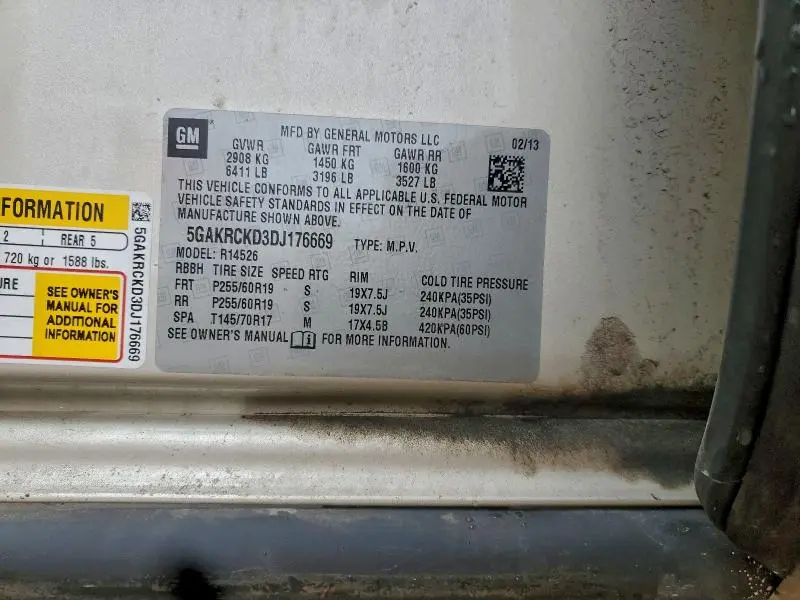 GM
MFD BY GENERAL MOTORS LLC 02/13
GVWR GAWR FRT GAWR RR
2908 KG 1450 KG 1600 KG
6411 LB 3196 LB 3527 LB
THIS VEHICLE CONFORMS TO ALL APPLICABLE U.S. FEDERAL MOTOR
VEHICLE SAFETY STANDARDS IN EFFECT ON THE DATE OF
MANUFACTURE SHOWN ABOVE.
5GAKRCKD3DJ176669 TYPE: M.P.V.
MODEL: R14526
RBBH TIRE SIZE SPEED RTG RIM COLD TIRE PRESSURE
FRT P255/60R19 S 19X7.5J 240KPA(35PSI)
RR P255/60R19 S 19X7.5J 240KPA(35PSI)
SPA T145/70R17 M 17X4.5B 420KPA(60PSI)
SEE OWNER'S MANUAL FOR MORE INFORMATION.
FORMATION
2 REAR 5
720 kg or 1588 lbs.
URE
SEE OWNER'S
MANUAL FOR
ADDITIONAL
INFORMATION
5GAKRCKD3DJ176669